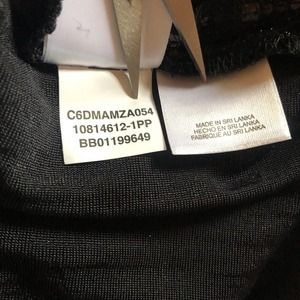 C6DMAMZA054
10814612-1PP
BB01199649
MADE IN SRI LANKA
HECHO EN SRI LANKA
FABRIQUÉ AU SRI LANKA